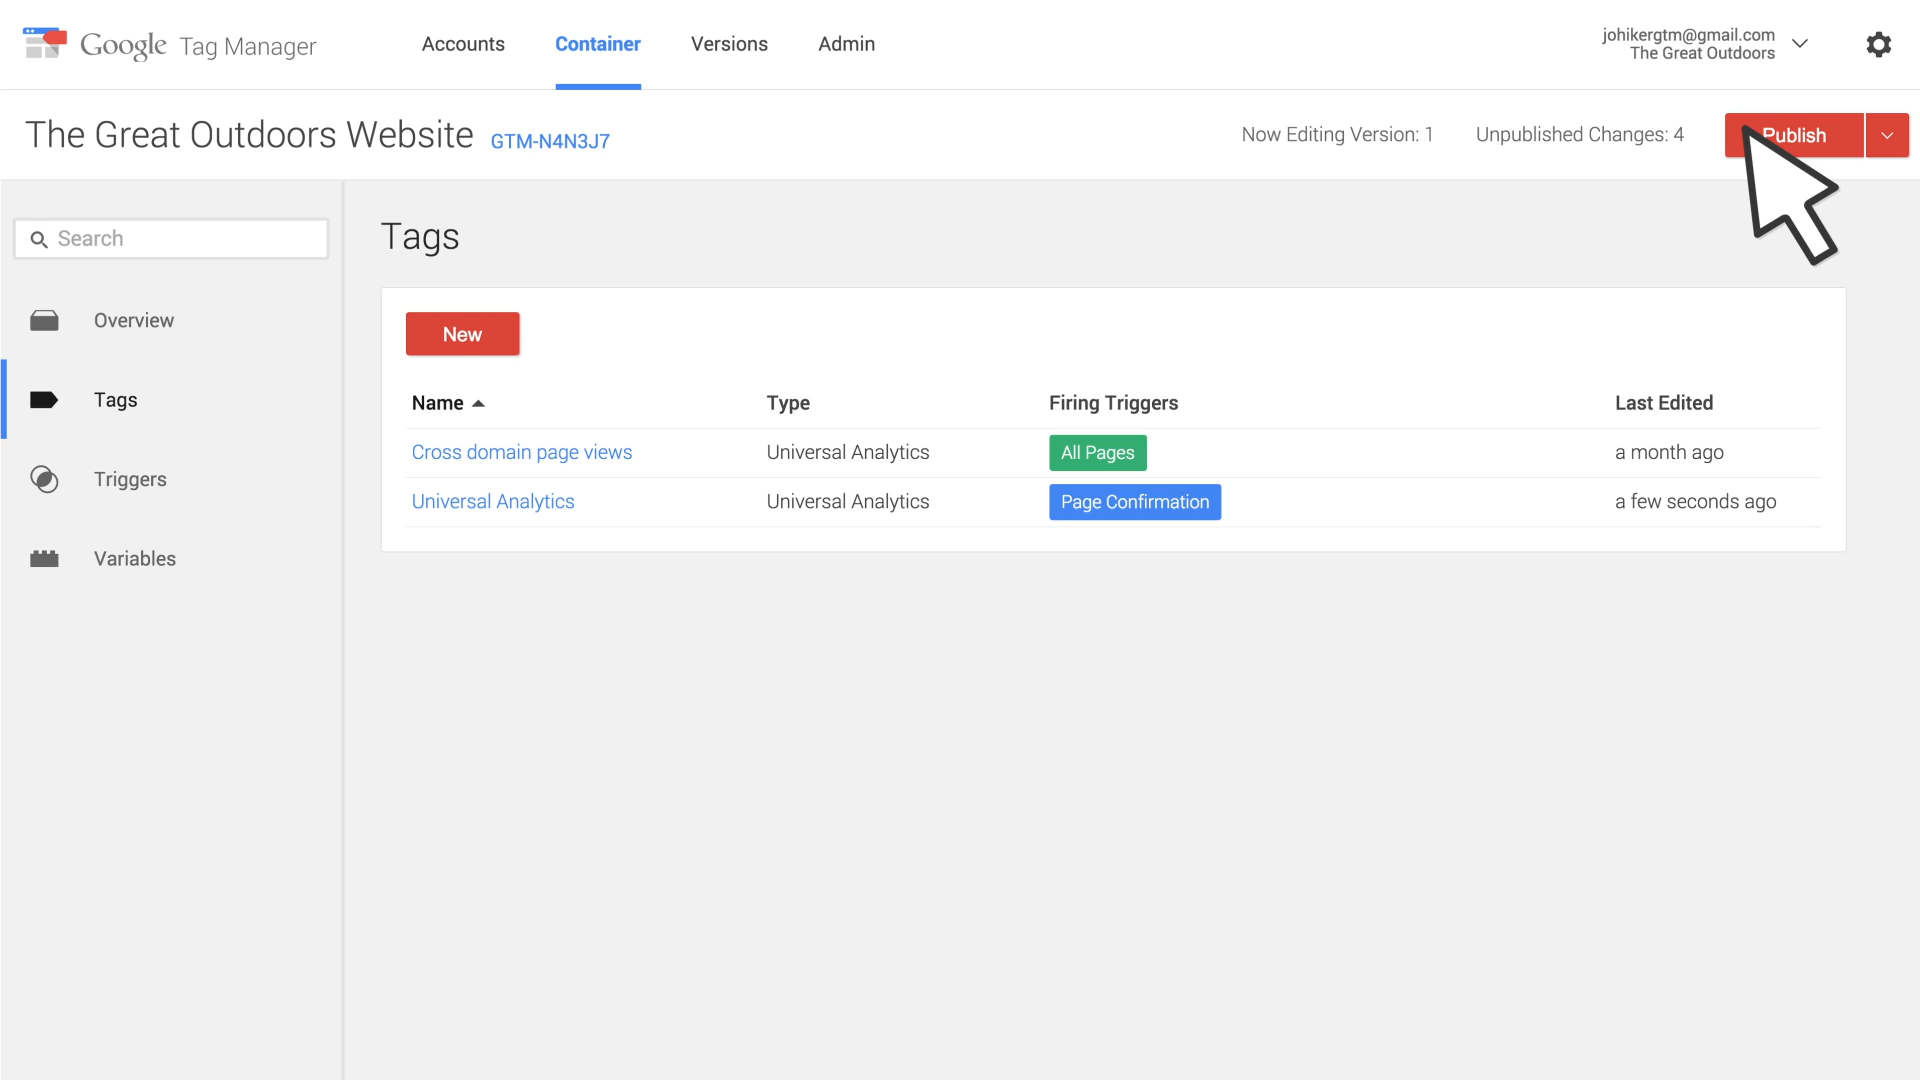 Google Tag Manager
Accounts
Container
Versions
Admin
johikergtm@gmail.com
The Great Outdoors
The Great Outdoors Website GTM-N4N3J7
Now Editing Version: 1
Unpublished Changes: 4
Publish
Search
Overview
Tags
Triggers
Variables
Tags
New
Name Type Firing Triggers Last Edited
Cross domain page views Universal Analytics All Pages a month ago
Universal Analytics Universal Analytics Page Confirmation a few seconds ago